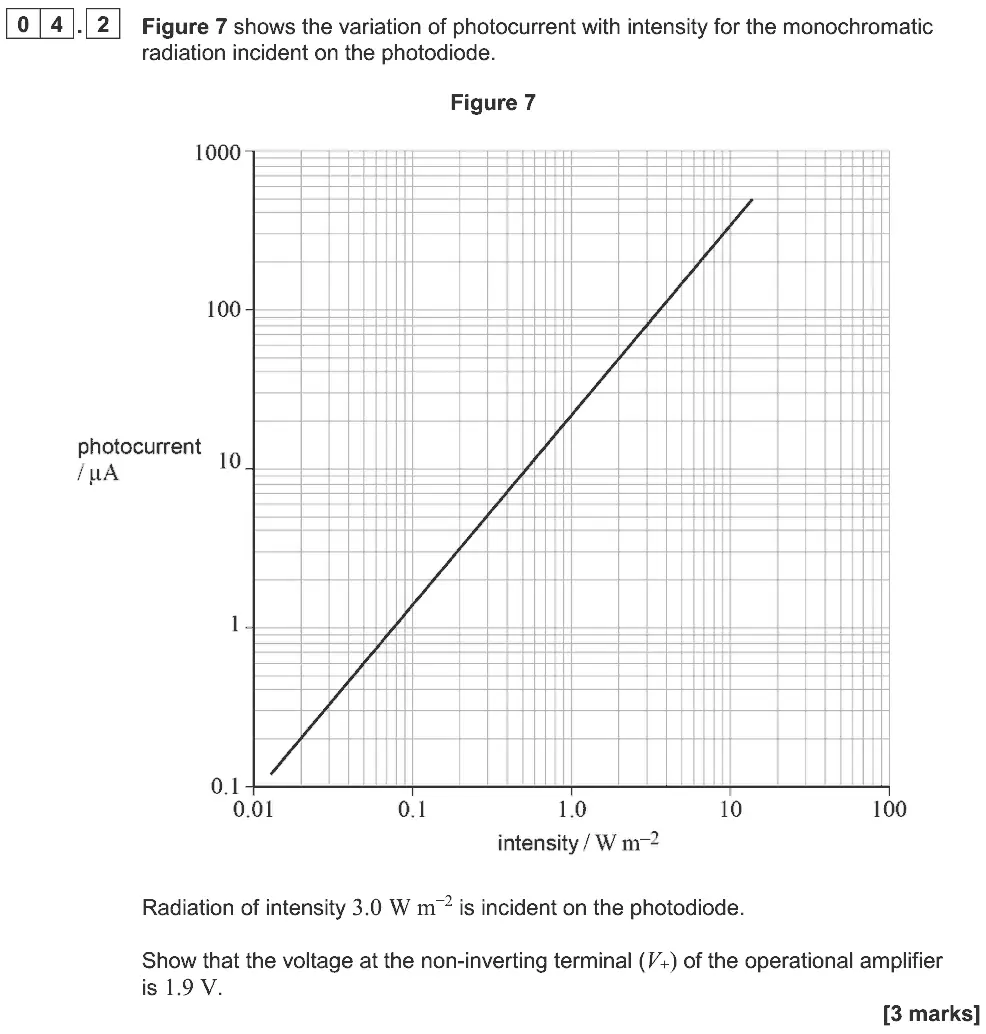 0 4 . 2 Figure 7 shows the variation of photocurrent with intensity for the monochromatic
radiation incident on the photodiode.
Figure 7
1000
100
photocurrent
/ µA
10
1
0.1
0.01 0.1 1.0 10 100
intensity / W m⁻²
Radiation of intensity 3.0 W m⁻² is incident on the photodiode.
Show that the voltage at the non-inverting terminal (V₊) of the operational amplifier
is 1.9 V.
[3 marks]